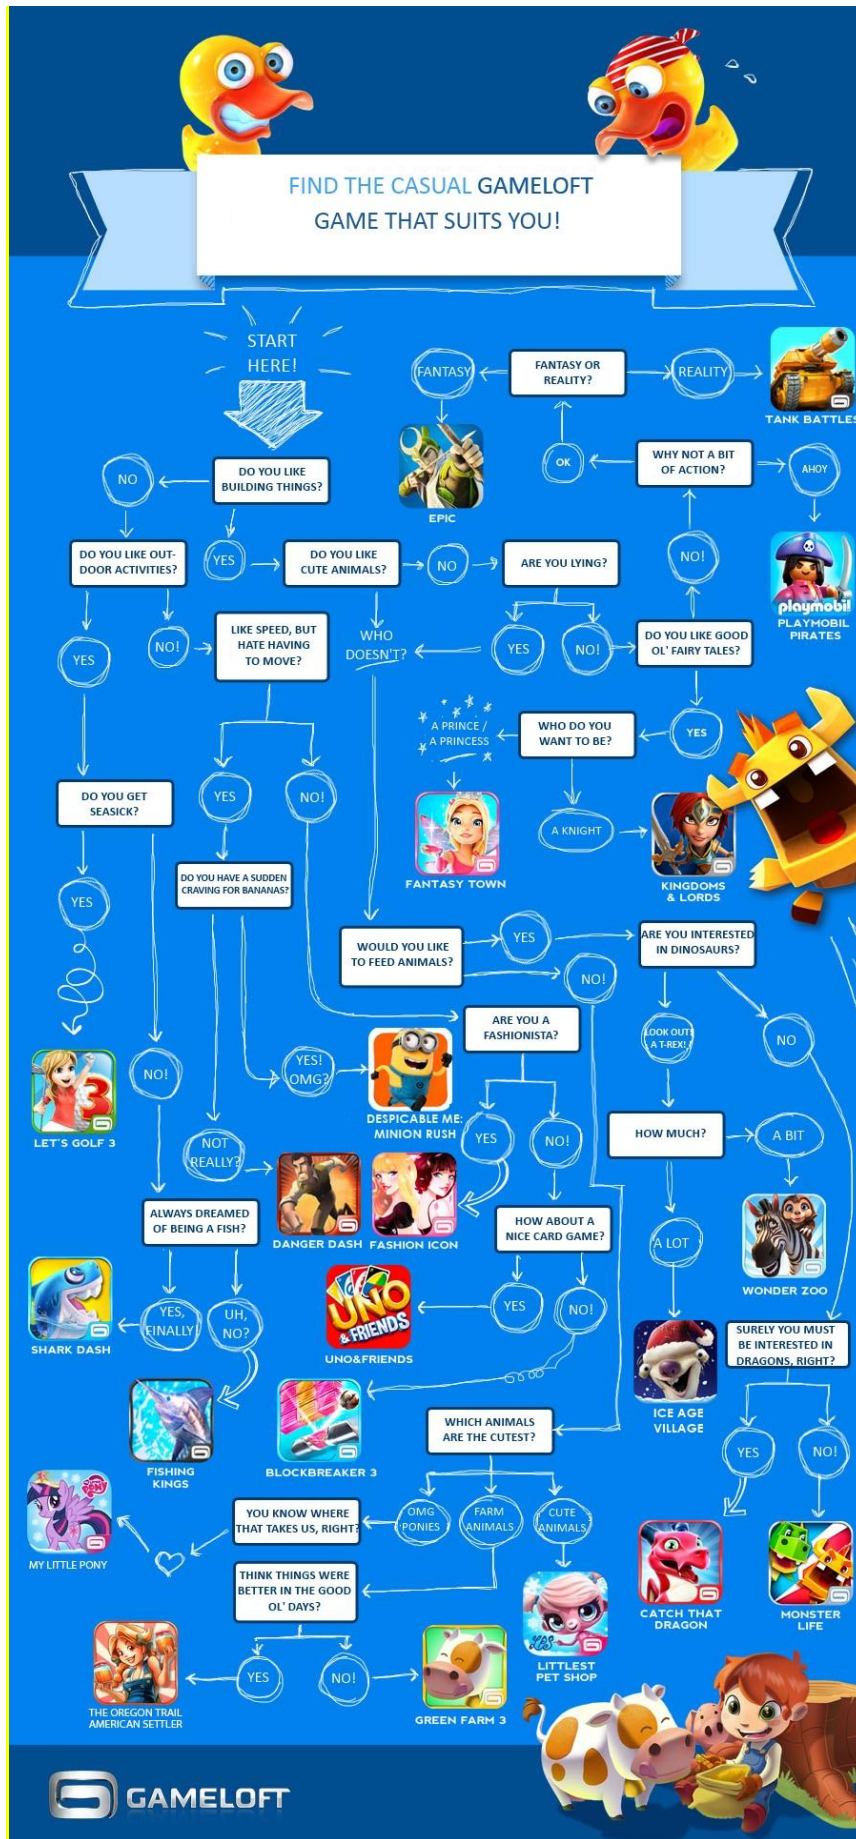 FIND THE CASUAL GAMELOFT
GAME THAT SUITS YOU!
START
HERE!
FANTASY
FANTASY OR
REALITY?
REALITY
TANK BATTLES
EPIC
OK
WHY NOT A BIT
OF ACTION?
AHOY
NO
DO YOU LIKE
BUILDING THINGS?
DO YOU LIKE OUT-
DOOR ACTIVITIES?
YES
DO YOU LIKE
CUTE ANIMALS?
NO
ARE YOU LYING?
NO!
playmobil
PLAYMOBIL
PIRATES
YES
NO!
LIKE SPEED, BUT
HATE HAVING
TO MOVE?
WHO
DOESN'T?
YES
NO!
DO YOU LIKE GOOD
OL' FAIRY TALES?
A PRINCE /
A PRINCESS
WHO DO YOU
WANT TO BE?
YES
DO YOU GET
SEASICK?
YES
NO!
FANTASY TOWN
A KNIGHT
KINGDOMS
& LORDS
DO YOU HAVE A SUDDEN
CRAVING FOR BANANAS?
YES
WOULD YOU LIKE
TO FEED ANIMALS?
YES
NO!
ARE YOU INTERESTED
IN DINOSAURS?
ARE YOU A
FASHIONISTA?
LOOK OUT!
A T-REX!
NO
3
LET'S GOLF 3
NO!
YES!
OMG?
DESPICABLE ME:
MINION RUSH
YES
NO!
HOW MUCH?
A BIT
NOT
REALLY?
DANGER DASH
FASHION ICON
ALWAYS DREAMED
OF BEING A FISH?
HOW ABOUT A
NICE CARD GAME?
A LOT
WONDER ZOO
SHARK DASH
YES,
FINALLY
UH,
NO?
UNO
& FRIENDS
UNO&FRIENDS
YES
NO!
SURELY YOU MUST
BE INTERESTED IN
DRAGONS, RIGHT?
ICE AGE
VILLAGE
FISHING
KINGS
BLOCKBREAKER 3
WHICH ANIMALS
ARE THE CUTEST?
YES
NO!
MY LITTLE PONY
YOU KNOW WHERE
THAT TAKES US, RIGHT?
OMG
PONIES
FARM
ANIMALS
CUTE
ANIMALS
THINK THINGS WERE
BETTER IN THE GOOD
OL' DAYS?
LPS
LITTLEST
PET SHOP
CATCH THAT
DRAGON
MONSTER
LIFE
THE OREGON TRAIL
AMERICAN SETTLER
YES
NO!
GREEN FARM 3
GAMELOFT